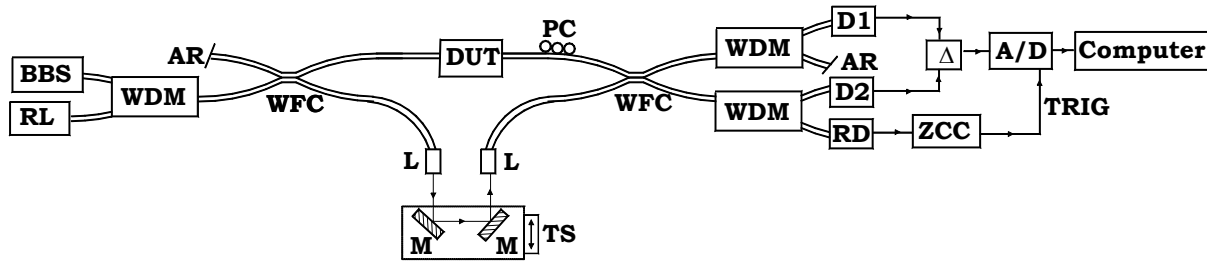 BBS
RL
WDM
AR
WFC
DUT
PC
WFC
WDM
WDM
D1
AR
D2
RD
Δ
A/D
Computer
ZCC
TRIG
L
L
M
M
TS